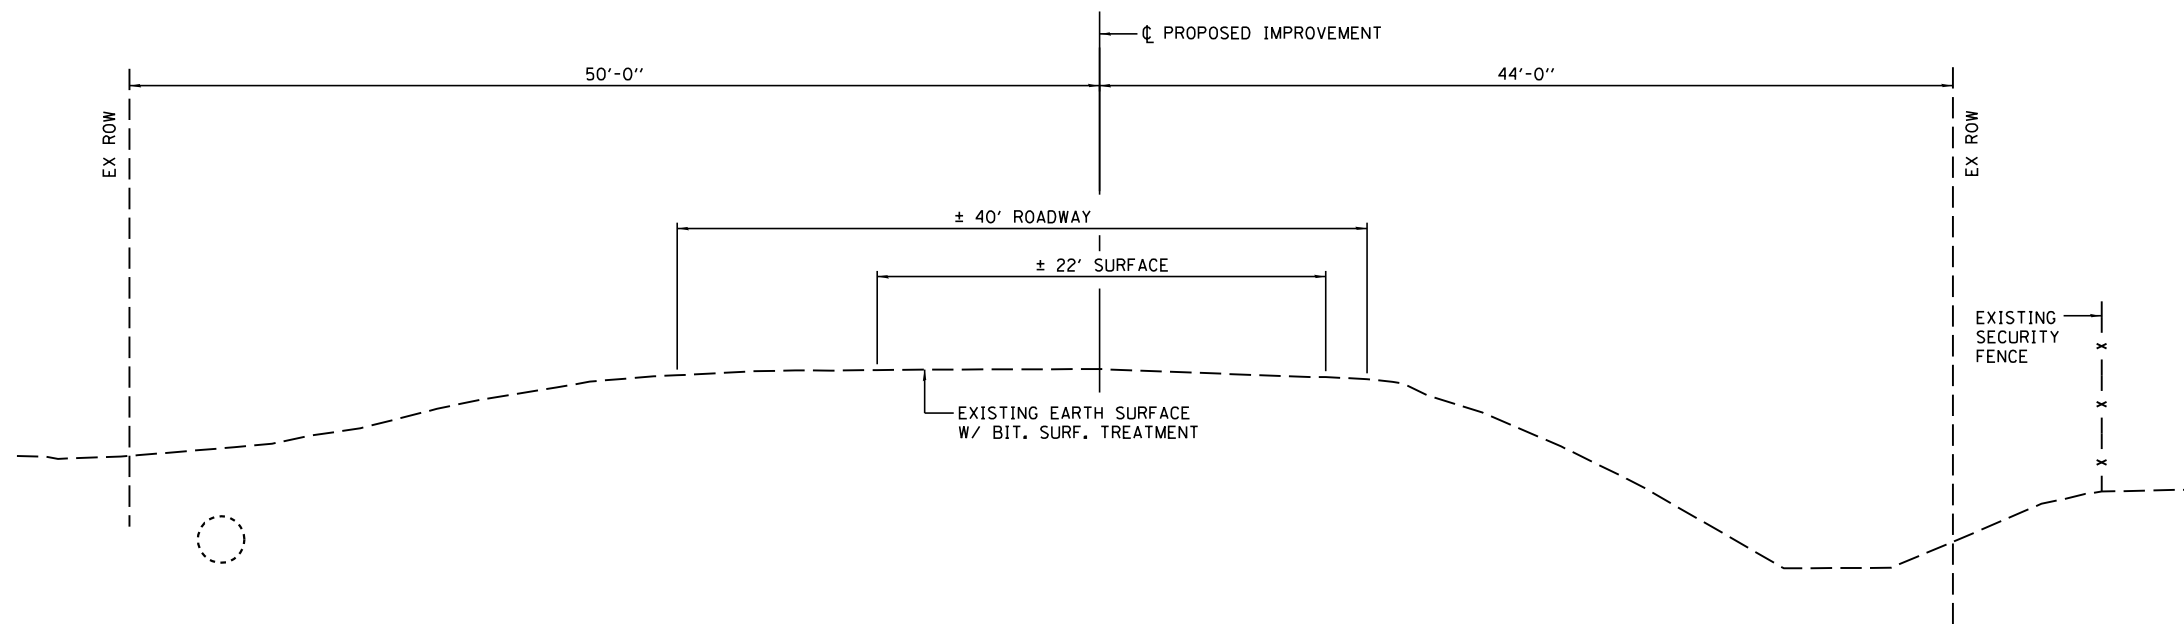 ℄ PROPOSED IMPROVEMENT
50'-0''
44'-0''
EX ROW
EX ROW
± 40' ROADWAY
± 22' SURFACE
EXISTING
SECURITY
FENCE
EXISTING EARTH SURFACE
W/ BIT. SURF. TREATMENT